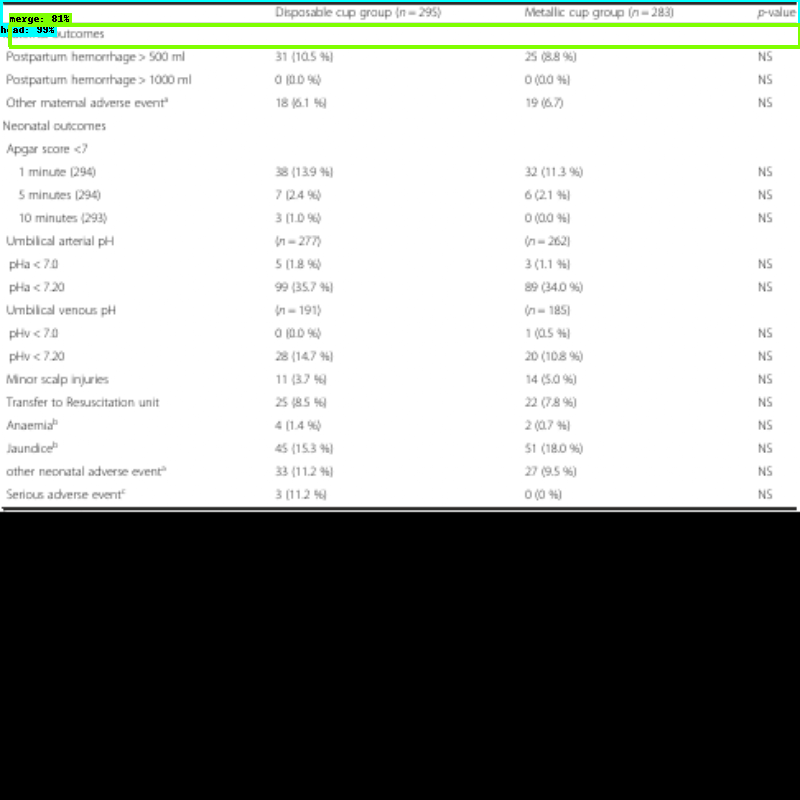 Disposable cup group (n = 295) Metallic cup group (n = 283) p-value
merge: 81%
head: 99%
outcomes
Postpartum hemorrhage > 500 ml 31 (10.5 %) 25 (8.8 %) NS
Postpartum hemorrhage > 1000 ml 0 (0.0 %) 0 (0.0 %) NS
Other maternal adverse eventᵃ 18 (6.1 %) 19 (6.7) NS
Neonatal outcomes
Apgar score <7
1 minute (294) 38 (13.9 %) 32 (11.3 %) NS
5 minutes (294) 7 (2.4 %) 6 (2.1 %) NS
10 minutes (293) 3 (1.0 %) 0 (0.0 %) NS
Umbilical arterial pH (n = 277) (n = 262)
pHa < 7.0 5 (1.8 %) 3 (1.1 %) NS
pHa < 7.20 99 (35.7 %) 89 (34.0 %) NS
Umbilical venous pH (n = 191) (n = 185)
pHv < 7.0 0 (0.0 %) 1 (0.5 %) NS
pHv < 7.20 28 (14.7 %) 20 (10.8 %) NS
Minor scalp injuries 11 (3.7 %) 14 (5.0 %) NS
Transfer to Resuscitation unit 25 (8.5 %) 22 (7.8 %) NS
Anaemiaᵇ 4 (1.4 %) 2 (0.7 %) NS
Jaundiceᵇ 45 (15.3 %) 51 (18.0 %) NS
other neonatal adverse eventᵃ 33 (11.2 %) 27 (9.5 %) NS
Serious adverse eventᶜ 3 (11.2 %) 0 (0 %) NS